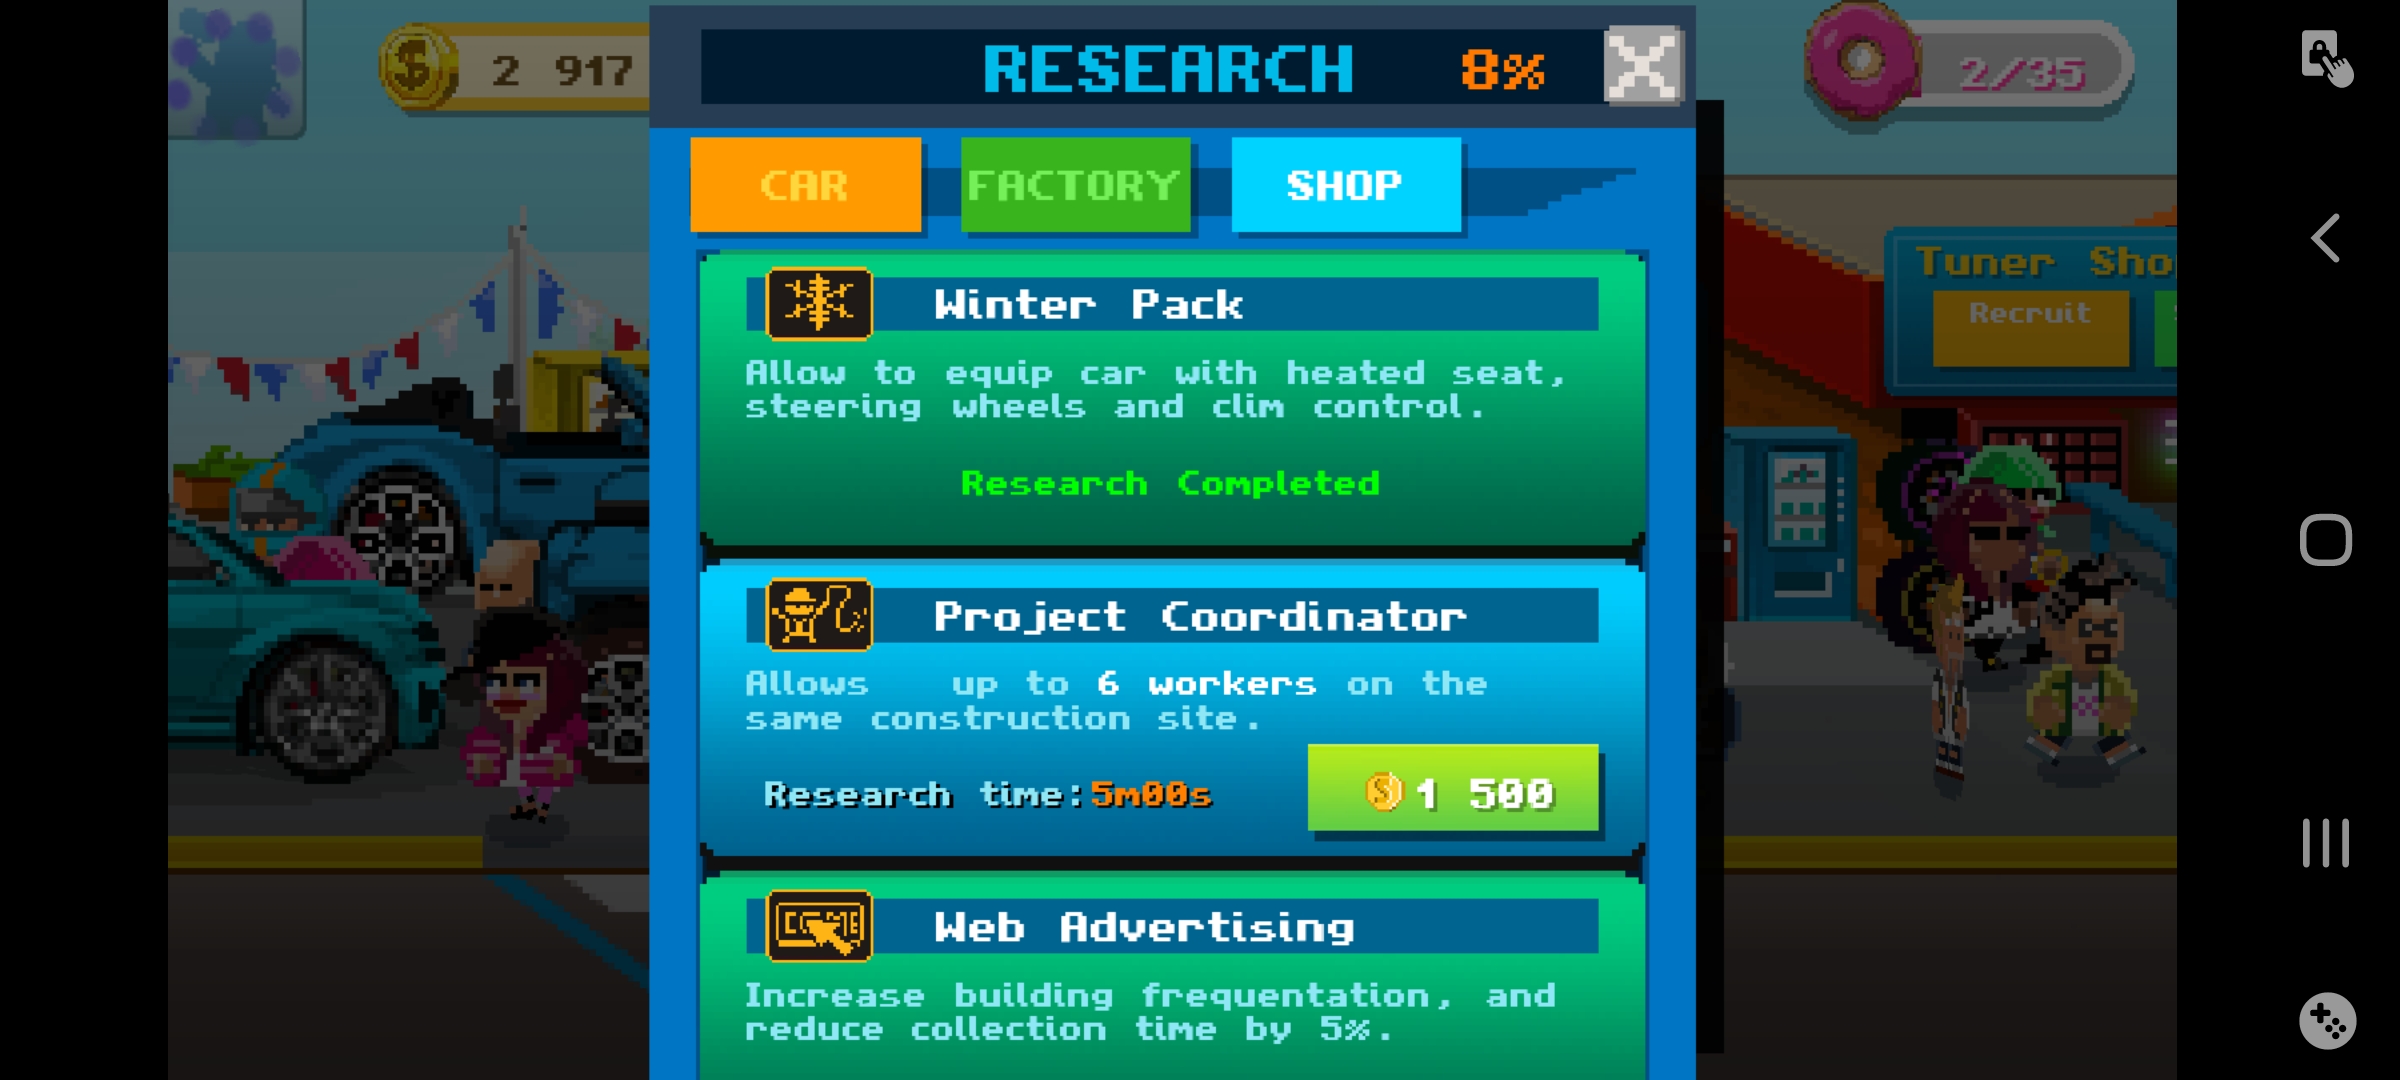 2 917
RESEARCH 8%
2/35
CAR FACTORY SHOP
Winter Pack
Allow to equip car with heated seat,
steering wheels and clim control.
Research Completed
Project Coordinator
Allows up to 6 workers on the
same construction site.
Research time:5m00s
1 500
Web Advertising
Increase building frequentation, and
reduce collection time by 5%.
Tuner Sho
Recruit